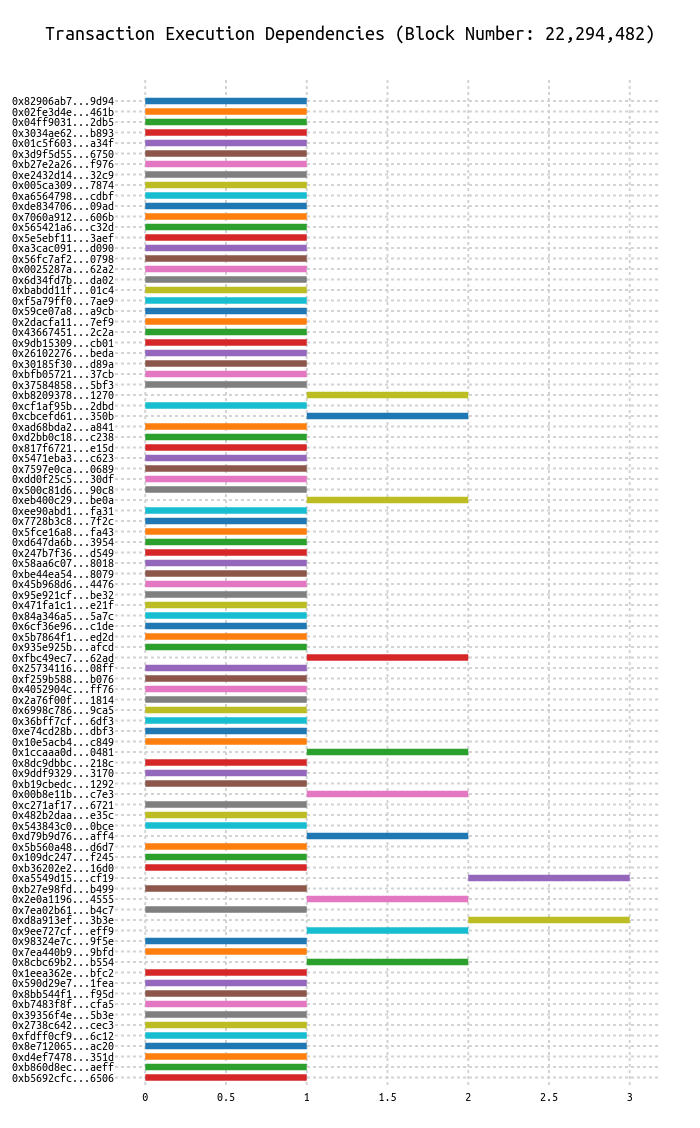 Transaction Execution Dependencies (Block Number: 22,294,482)
0x82906ab7...9d94
0x02fe3d4e...461b
0x04ff9031...2db5
0x3034ae62...b893
0x01c5f603...a34f
0x3d9f5d55...6750
0xb27e2a26...f976
0xe2432d14...32c9
0x005ca309...7874
0xa6564798...cdbf
0xde834706...09ad
0x7060a912...606b
0x565421a6...c32d
0x5e5ebf11...3aef
0xa3cac091...d090
0x56fc7af2...0798
0x0025287a...62a2
0x6d34fd7b...da02
0xbabdd11f...01c4
0xf5a79ff0...7ae9
0x59ce07a8...a9cb
0x2dacfa11...7ef9
0x43667451...2c2a
0x9db15309...cb01
0x26102276...beda
0x30185f30...d89a
0xbfb05721...37cb
0x37584858...5bf3
0xb8209378...1270
0xcf1af95b...2dbd
0xcbcefd61...350b
0xad68bda2...a841
0xd2bb0c18...c238
0x817f6721...e15d
0x5471eba3...c623
0x7597e0ca...0689
0xdd0f25c5...30df
0x500c81d6...90c8
0xeb400c29...be0a
0xee90abd1...fa31
0x7728b3c8...7f2c
0x5fce16a8...fa43
0xd647da6b...3954
0x247b7f36...d549
0x58aa6c07...8018
0xbe44ea54...8079
0x45b968d6...4476
0x95e921cf...be32
0x471fa1c1...e21f
0x84a346a5...5a7c
0x6cf36e96...c1de
0x5b7864f1...ed2d
0x935e925b...afcd
0xfbc49ec7...62ad
0x25734116...08ff
0xf259b588...b076
0x4052904c...ff76
0x2a76f00f...1814
0x6998c786...9ca5
0x36bff7cf...6df3
0xe74cd28b...dbf3
0x10e5acb4...c849
0x1ccaaa0d...0481
0x8dc9dbbc...218c
0x9ddf9329...3170
0xb19cbedc...1292
0x00b8e11b...c7e3
0xc271af17...6721
0x482b2daa...e35c
0x543843c0...0bce
0xd79b9d76...aff4
0x5b560a48...d6d7
0x109dc247...f245
0xb36202e2...16d0
0xa5549d15...cf19
0xb27e98fd...b499
0x2e0a1196...4555
0x7ea02b61...b4c7
0xd8a913ef...3b3e
0x9ee727cf...eff9
0x98324e7c...9f5e
0x7ea440b9...9bfd
0x8cbc69b2...b554
0x1eea362e...bfc2
0x590d29e7...1fea
0x8bb544f1...f95d
0xb7483f8f...cfa5
0x39356f4e...5b3e
0x2738c642...cec3
0xfdff0cf9...6c12
0x8e712065...ac20
0xd4ef7478...351d
0xb860d8ec...aeff
0xb5692cfc...6506
0 0.5 1 1.5 2 2.5 3